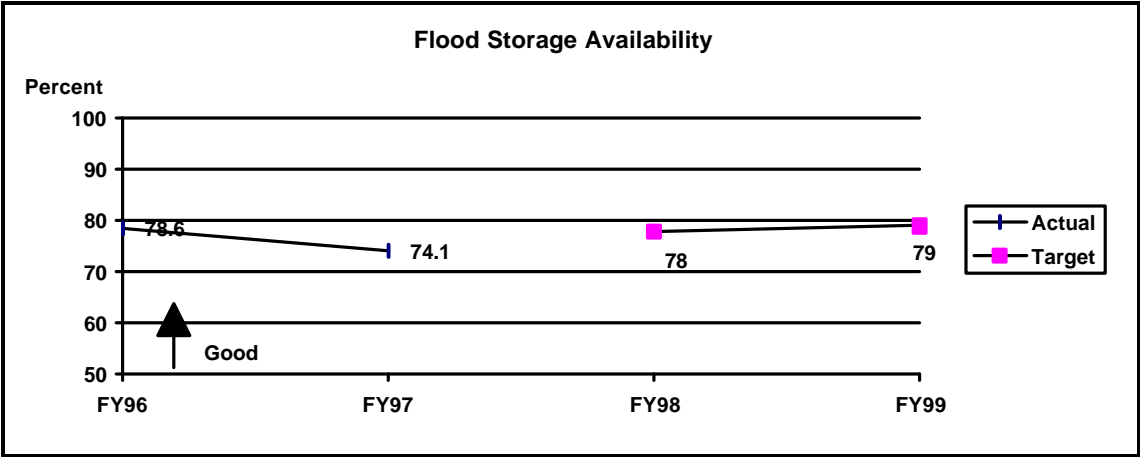 Flood Storage Availability
Percent
100
90
80
78.6
74.1
78
79
70
60
Good
50
FY96 FY97 FY98 FY99
Actual
Target